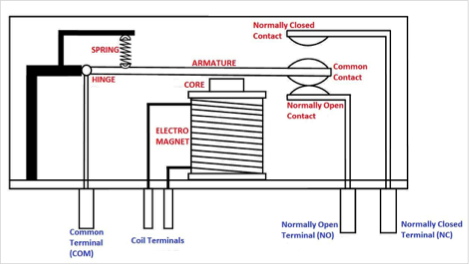 Normally Closed
Contact
SPRING
ARMATURE
Common
Contact
HINGE
CORE
Normally Open
Contact
ELECTRO
MAGNET
Common
Terminal
(COM)
Coil Terminals
Normally Open
Terminal (NO)
Normally Closed
Terminal (NC)